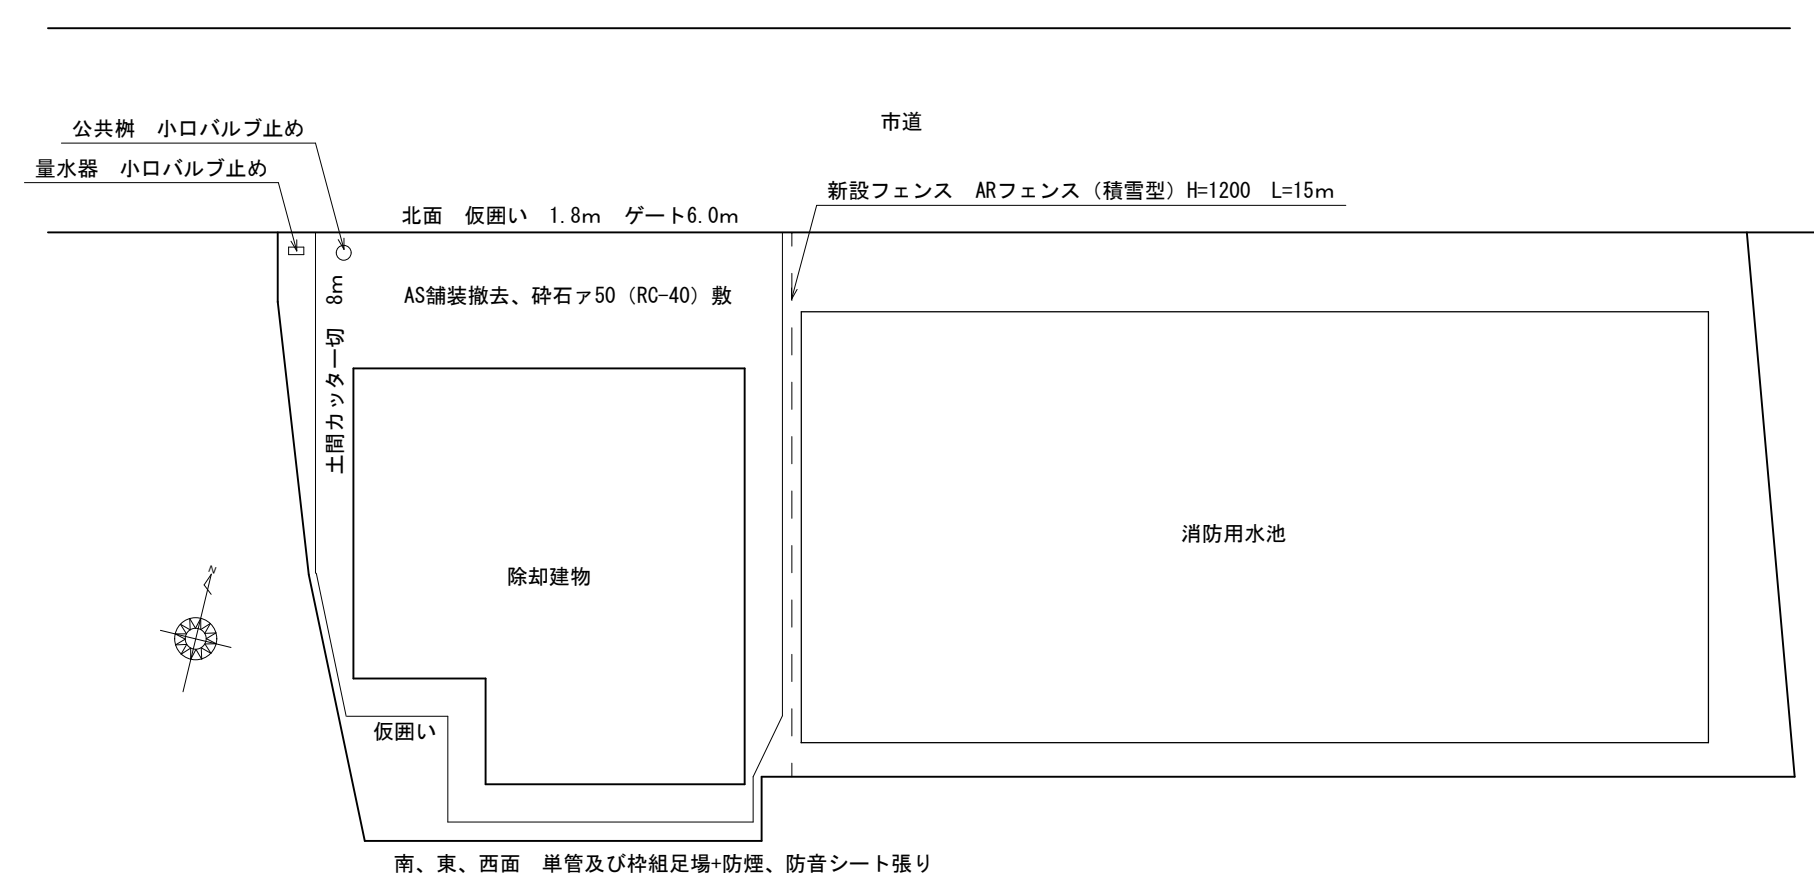 市道
公共桝　小口バルブ止め
量水器　小口バルブ止め
新設フェンス　ARフェンス（積雪型）H=1200　L=15m
北面　仮囲い　1.8m　ゲート6.0m
AS舗装撤去、砕石ァ50（RC-40）敷
土間カッター切　8m
消防用水池
除却建物
N
仮囲い
南、東、西面　単管及び枠組足場+防煙、防音シート張り